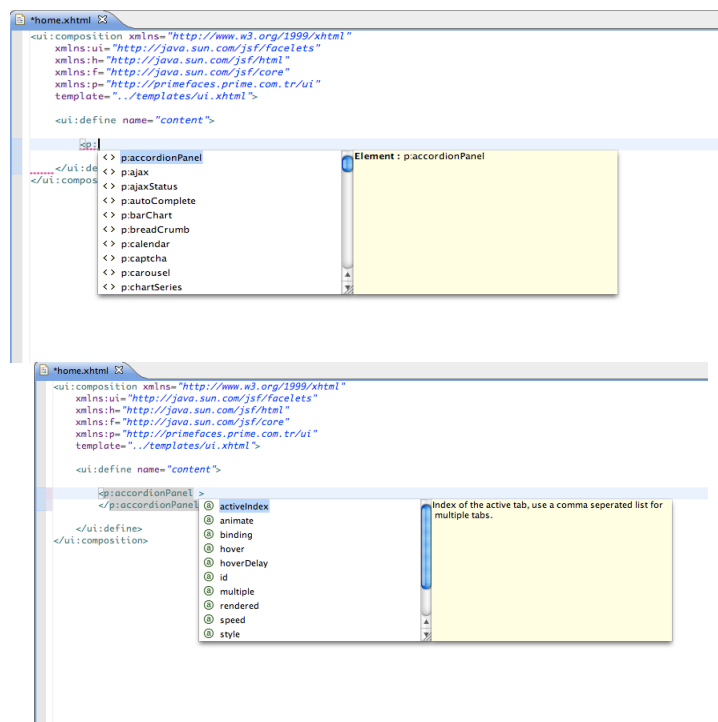 *home.xhtml
<ui:composition xmlns="http://www.w3.org/1999/xhtml"
xmlns:ui="http://java.sun.com/jsf/facelets"
xmlns:h="http://java.sun.com/jsf/html"
xmlns:f="http://java.sun.com/jsf/core"
xmlns:p="http://primefaces.prime.com.tr/ui"
template="../templates/ui.xhtml">
<ui:define name="content">
<p:
</ui:de
</ui:compos
<> p:accordionPanel
<> p:ajax
<> p:ajaxStatus
<> p:autoComplete
<> p:barChart
<> p:breadCrumb
<> p:calendar
<> p:captcha
<> p:carousel
<> p:chartSeries
Element : p:accordionPanel
*home.xhtml
<ui:composition xmlns="http://www.w3.org/1999/xhtml"
xmlns:ui="http://java.sun.com/jsf/facelets"
xmlns:h="http://java.sun.com/jsf/html"
xmlns:f="http://java.sun.com/jsf/core"
xmlns:p="http://primefaces.prime.com.tr/ui"
template="../templates/ui.xhtml">
<ui:define name="content">
<p:accordionPanel >
</p:accordionPanel
</ui:define>
</ui:composition>
@ activeIndex
@ animate
@ binding
@ hover
@ hoverDelay
@ id
@ multiple
@ rendered
@ speed
@ style
Index of the active tab, use a comma seperated list for
multiple tabs.